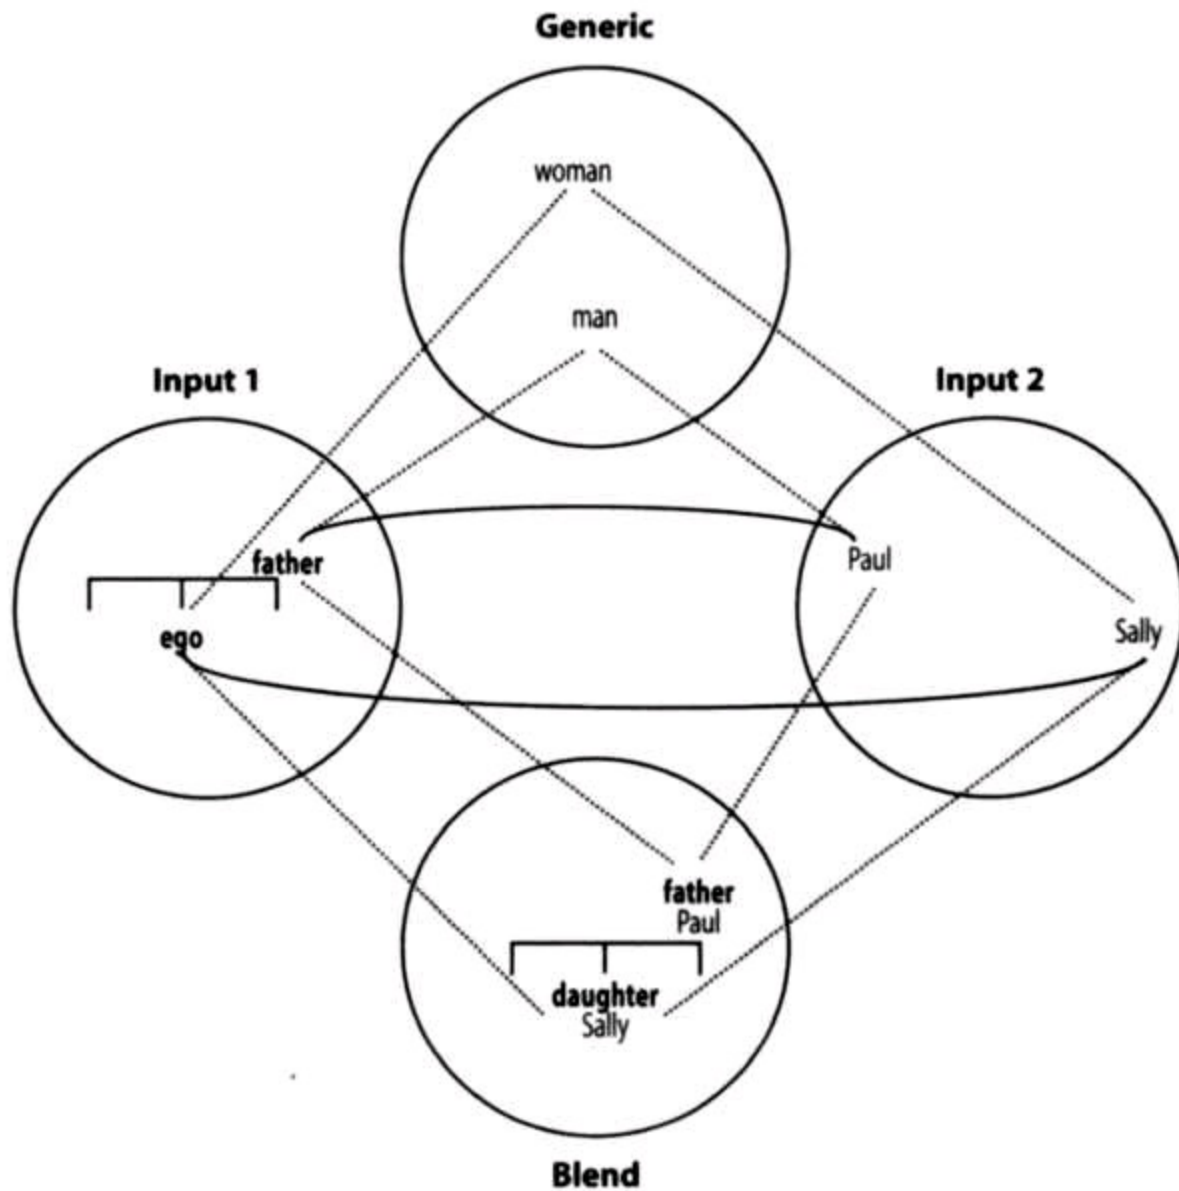 Generic
woman
man
Input 1
Input 2
father
Paul
ego
Sally
father
Paul
daughter
Sally
Blend